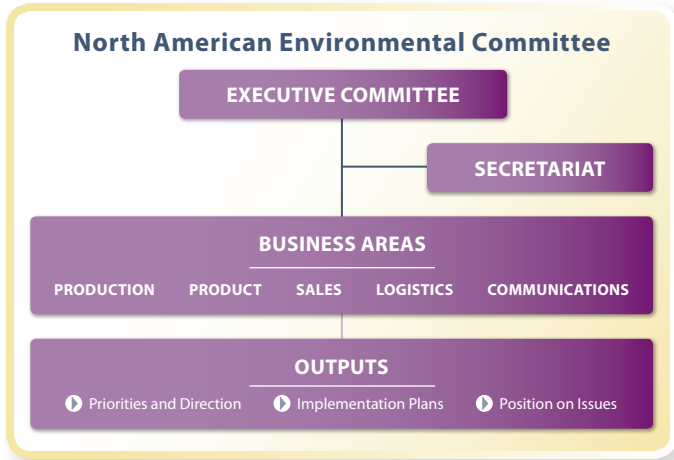 North American Environmental Committee
EXECUTIVE COMMITTEE
SECRETARIAT
BUSINESS AREAS
PRODUCTION PRODUCT SALES LOGISTICS COMMUNICATIONS
OUTPUTS
Priorities and Direction Implementation Plans Position on Issues